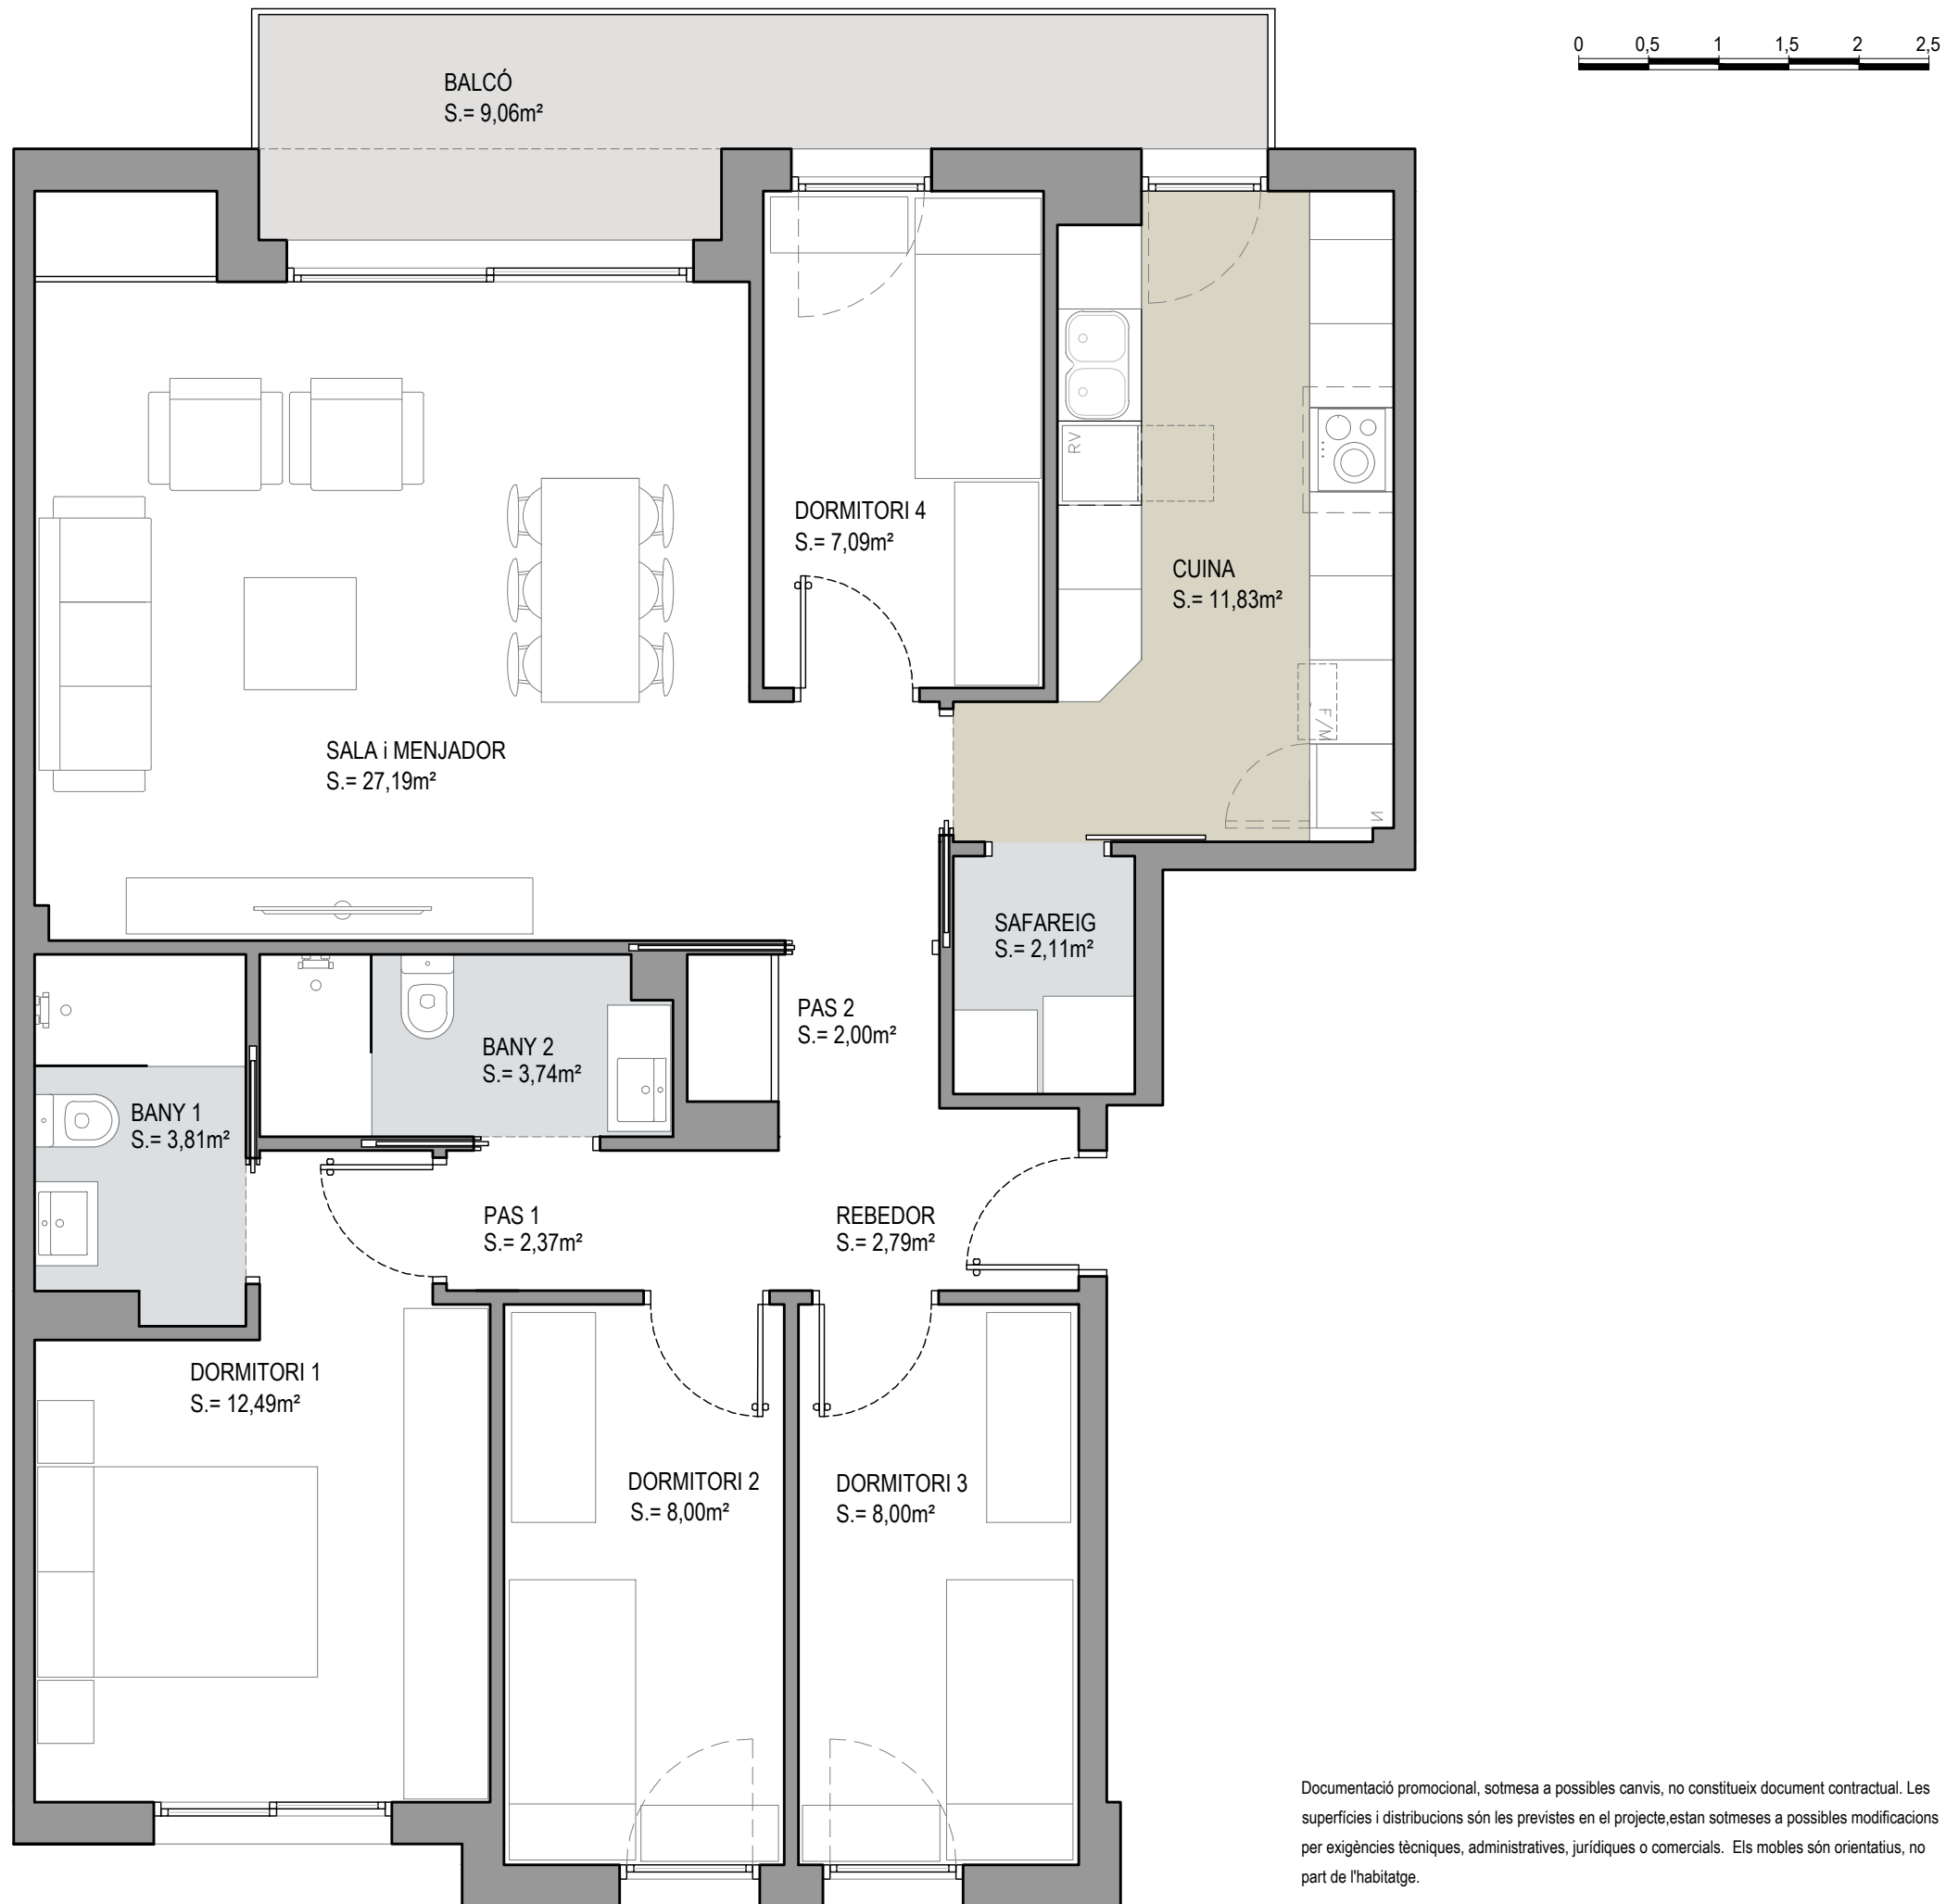 0 0,5 1 1,5 2 2,5
BALCÓ
S.= 9,06m²
DORMITORI 4
S.= 7,09m²
RV
CUINA
S.= 11,83m²
F/M
N
SALA i MENJADOR
S.= 27,19m²
SAFAREIG
S.= 2,11m²
PAS 2
S.= 2,00m²
BANY 2
S.= 3,74m²
BANY 1
S.= 3,81m²
PAS 1
S.= 2,37m²
REBEDOR
S.= 2,79m²
DORMITORI 1
S.= 12,49m²
DORMITORI 2
S.= 8,00m²
DORMITORI 3
S.= 8,00m²
Documentació promocional, sotmesa a possibles canvis, no constitueix document contractual. Les
superfícies i distribucions són les previstes en el projecte,estan sotmeses a possibles modificacions
per exigències tècniques, administratives, jurídiques o comercials. Els mobles són orientatius, no
part de l'habitatge.